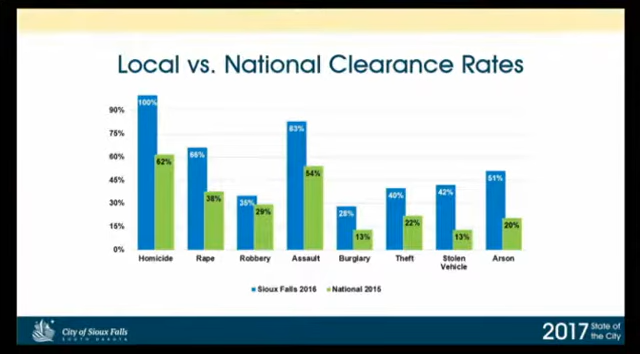 Local vs. National Clearance Rates
90%
75%
60%
45%
30%
15%
0%
100%
62%
66%
38%
35%
29%
83%
54%
28%
13%
40%
22%
42%
13%
51%
20%
Homicide
Rape
Robbery
Assault
Burglary
Theft
Stolen
Vehicle
Arson
Sioux Falls 2016
National 2015
City of Sioux Falls
SOUTH DAKOTA
2017 State of
the City